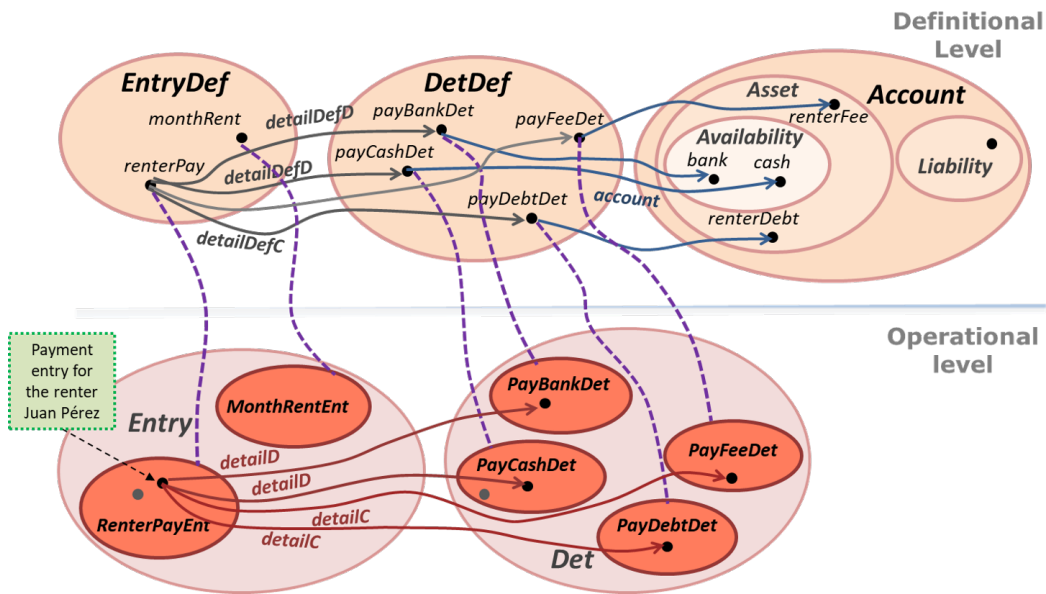 Definitional
Level
EntryDef
DetDef
Account
Asset
renterFee
monthRent
detailDefD
payBankDet
payFeeDet
Availability
renterPay
detailDefD
payCashDet
bank
cash
Liability
payDebtDet
account
renterDebt
detailDefC
Operational
level
Payment
entry for
the renter
Juan Pérez
Entry
MonthRentEnt
PayBankDet
PayFeeDet
detailD
PayCashDet
detailD
RenterPayEnt
detailC
detailC
PayDebtDet
Det